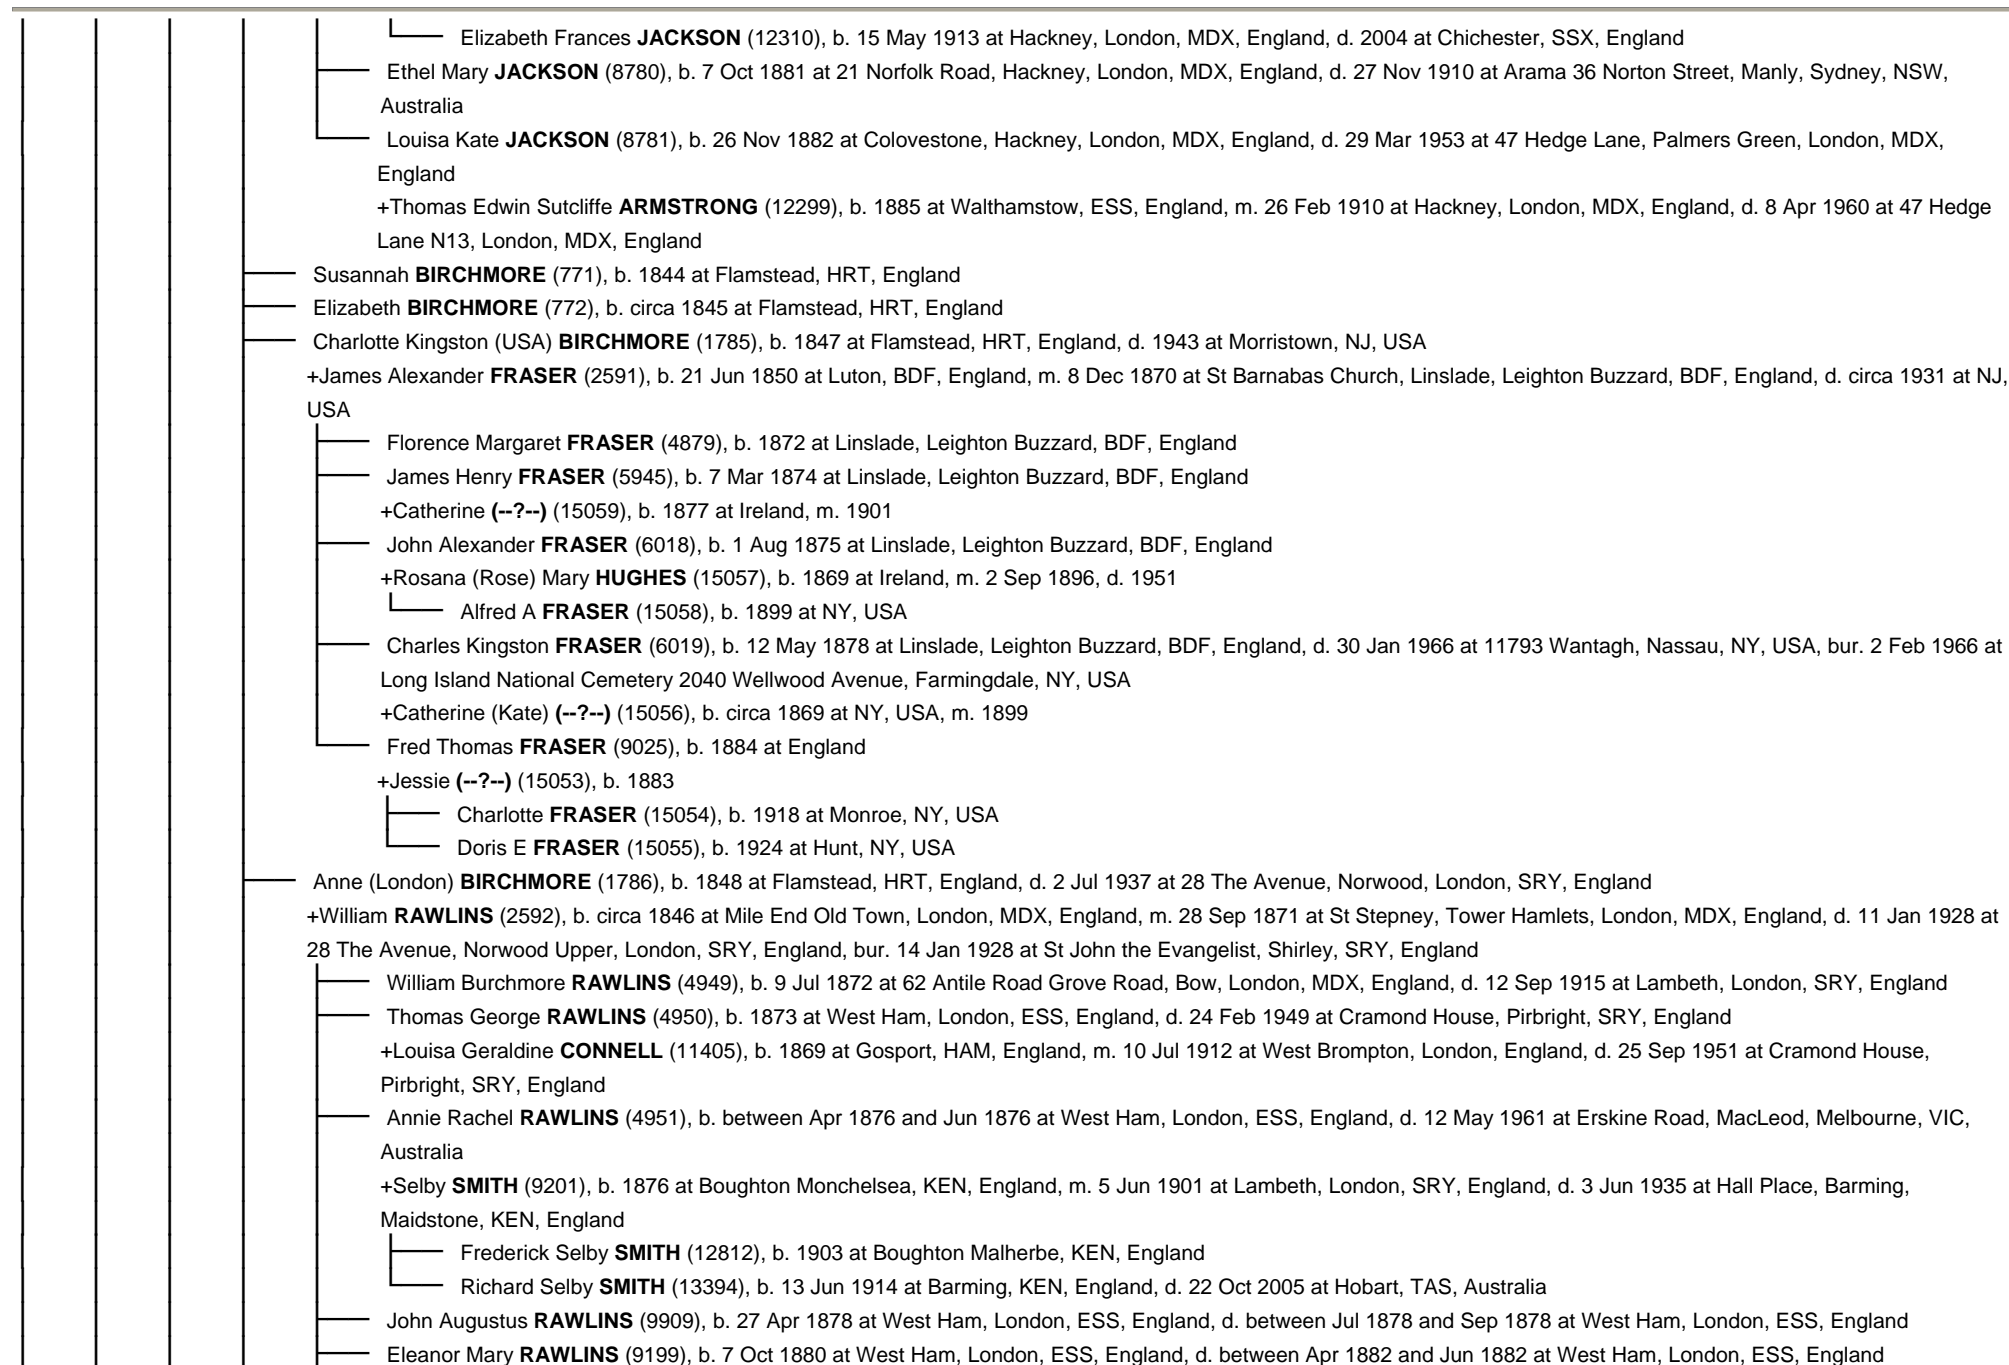 Elizabeth Frances JACKSON (12310), b. 15 May 1913 at Hackney, London, MDX, England, d. 2004 at Chichester, SSX, England
Ethel Mary JACKSON (8780), b. 7 Oct 1881 at 21 Norfolk Road, Hackney, London, MDX, England, d. 27 Nov 1910 at Arama 36 Norton Street, Manly, Sydney, NSW,
Australia
Louisa Kate JACKSON (8781), b. 26 Nov 1882 at Colovestone, Hackney, London, MDX, England, d. 29 Mar 1953 at 47 Hedge Lane, Palmers Green, London, MDX,
England
+Thomas Edwin Sutcliffe ARMSTRONG (12299), b. 1885 at Walthamstow, ESS, England, m. 26 Feb 1910 at Hackney, London, MDX, England, d. 8 Apr 1960 at 47 Hedge
Lane N13, London, MDX, England
Susannah BIRCHMORE (771), b. 1844 at Flamstead, HRT, England
Elizabeth BIRCHMORE (772), b. circa 1845 at Flamstead, HRT, England
Charlotte Kingston (USA) BIRCHMORE (1785), b. 1847 at Flamstead, HRT, England, d. 1943 at Morristown, NJ, USA
+James Alexander FRASER (2591), b. 21 Jun 1850 at Luton, BDF, England, m. 8 Dec 1870 at St Barnabas Church, Linslade, Leighton Buzzard, BDF, England, d. circa 1931 at NJ,
USA
Florence Margaret FRASER (4879), b. 1872 at Linslade, Leighton Buzzard, BDF, England
James Henry FRASER (5945), b. 7 Mar 1874 at Linslade, Leighton Buzzard, BDF, England
+Catherine (--?--) (15059), b. 1877 at Ireland, m. 1901
John Alexander FRASER (6018), b. 1 Aug 1875 at Linslade, Leighton Buzzard, BDF, England
+Rosana (Rose) Mary HUGHES (15057), b. 1869 at Ireland, m. 2 Sep 1896, d. 1951
Alfred A FRASER (15058), b. 1899 at NY, USA
Charles Kingston FRASER (6019), b. 12 May 1878 at Linslade, Leighton Buzzard, BDF, England, d. 30 Jan 1966 at 11793 Wantagh, Nassau, NY, USA, bur. 2 Feb 1966 at
Long Island National Cemetery 2040 Wellwood Avenue, Farmingdale, NY, USA
+Catherine (Kate) (--?--) (15056), b. circa 1869 at NY, USA, m. 1899
Fred Thomas FRASER (9025), b. 1884 at England
+Jessie (--?--) (15053), b. 1883
Charlotte FRASER (15054), b. 1918 at Monroe, NY, USA
Doris E FRASER (15055), b. 1924 at Hunt, NY, USA
Anne (London) BIRCHMORE (1786), b. 1848 at Flamstead, HRT, England, d. 2 Jul 1937 at 28 The Avenue, Norwood, London, SRY, England
+William RAWLINS (2592), b. circa 1846 at Mile End Old Town, London, MDX, England, m. 28 Sep 1871 at St Stepney, Tower Hamlets, London, MDX, England, d. 11 Jan 1928 at
28 The Avenue, Norwood Upper, London, SRY, England, bur. 14 Jan 1928 at St John the Evangelist, Shirley, SRY, England
William Burchmore RAWLINS (4949), b. 9 Jul 1872 at 62 Antile Road Grove Road, Bow, London, MDX, England, d. 12 Sep 1915 at Lambeth, London, SRY, England
Thomas George RAWLINS (4950), b. 1873 at West Ham, London, ESS, England, d. 24 Feb 1949 at Cramond House, Pirbright, SRY, England
+Louisa Geraldine CONNELL (11405), b. 1869 at Gosport, HAM, England, m. 10 Jul 1912 at West Brompton, London, England, d. 25 Sep 1951 at Cramond House,
Pirbright, SRY, England
Annie Rachel RAWLINS (4951), b. between Apr 1876 and Jun 1876 at West Ham, London, ESS, England, d. 12 May 1961 at Erskine Road, MacLeod, Melbourne, VIC,
Australia
+Selby SMITH (9201), b. 1876 at Boughton Monchelsea, KEN, England, m. 5 Jun 1901 at Lambeth, London, SRY, England, d. 3 Jun 1935 at Hall Place, Barming,
Maidstone, KEN, England
Frederick Selby SMITH (12812), b. 1903 at Boughton Malherbe, KEN, England
Richard Selby SMITH (13394), b. 13 Jun 1914 at Barming, KEN, England, d. 22 Oct 2005 at Hobart, TAS, Australia
John Augustus RAWLINS (9909), b. 27 Apr 1878 at West Ham, London, ESS, England, d. between Jul 1878 and Sep 1878 at West Ham, London, ESS, England
Eleanor Mary RAWLINS (9199), b. 7 Oct 1880 at West Ham, London, ESS, England, d. between Apr 1882 and Jun 1882 at West Ham, London, ESS, England